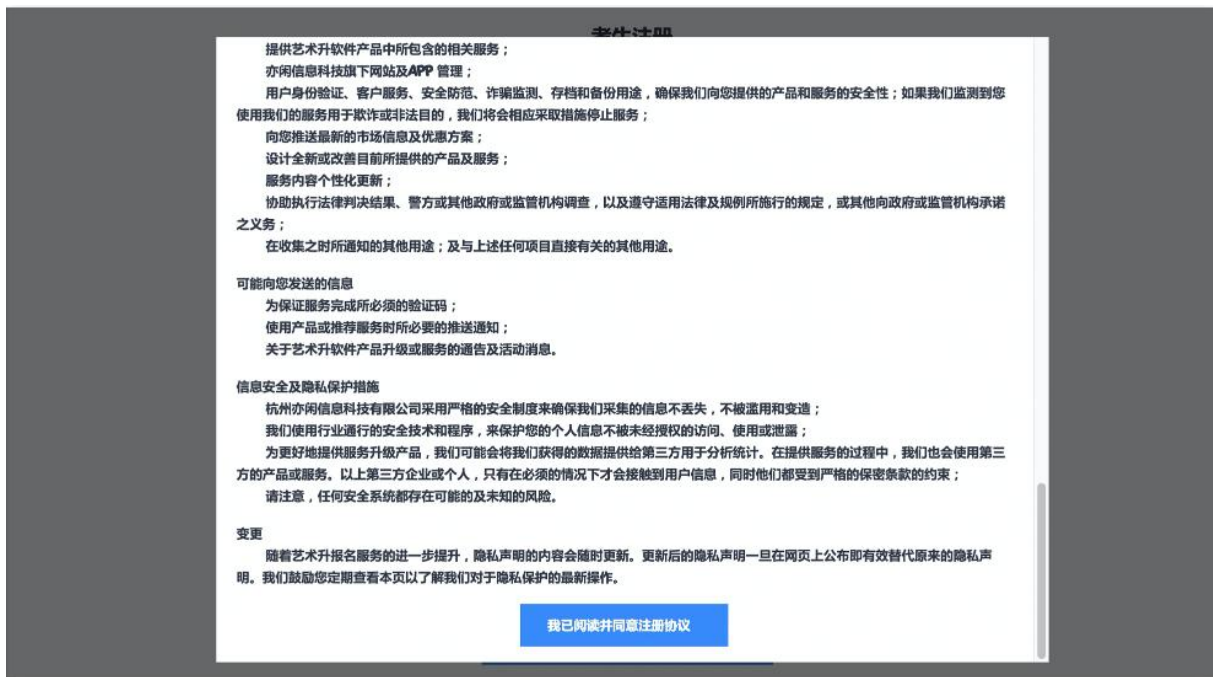 考生注册
提供艺术升软件产品中所包含的相关服务；
亦闲信息科技旗下网站及APP 管理；
用户身份验证、客户服务、安全防范、诈骗监测、存档和备份用途，确保我们向您提供的产品和服务的安全性；如果我们监测到您
使用我们的服务用于欺诈或非法目的，我们将会相应采取措施停止服务；
向您推送最新的市场信息及优惠方案；
设计全新或改善目前所提供的产品及服务；
服务内容个性化更新；
协助执行法律判决结果、警方或其他政府或监管机构调查，以及遵守适用法律及规例所施行的规定，或其他向政府或监管机构承诺
之义务；
在收集之时所通知的其他用途；及与上述任何项目直接有关的其他用途。
可能向您发送的信息
为保证服务完成所必须的验证码；
使用产品或推荐服务时所必要的推送通知；
关于艺术升软件产品升级或服务的通告及活动消息。
信息安全及隐私保护措施
杭州亦闲信息科技有限公司采用严格的安全制度来确保我们采集的信息不丢失，不被滥用和变造；
我们使用行业通行的安全技术和程序，来保护您的个人信息不被未经授权的访问、使用或泄露；
为更好地提供服务升级产品，我们可能会将我们获得的数据提供给第三方用于分析统计。在提供服务的过程中，我们也会使用第三
方的产品或服务。以上第三方企业或个人，只有在必须的情况下才会接触到用户信息，同时他们都受到严格的保密条款的约束；
请注意，任何安全系统都存在可能的及未知的风险。
变更
随着艺术升报名服务的进一步提升，隐私声明的内容会随时更新。更新后的隐私声明一旦在网页上公布即有效替代原来的隐私声
明。我们鼓励您定期查看本页以了解我们对于隐私保护的最新操作。
我已阅读并同意注册协议